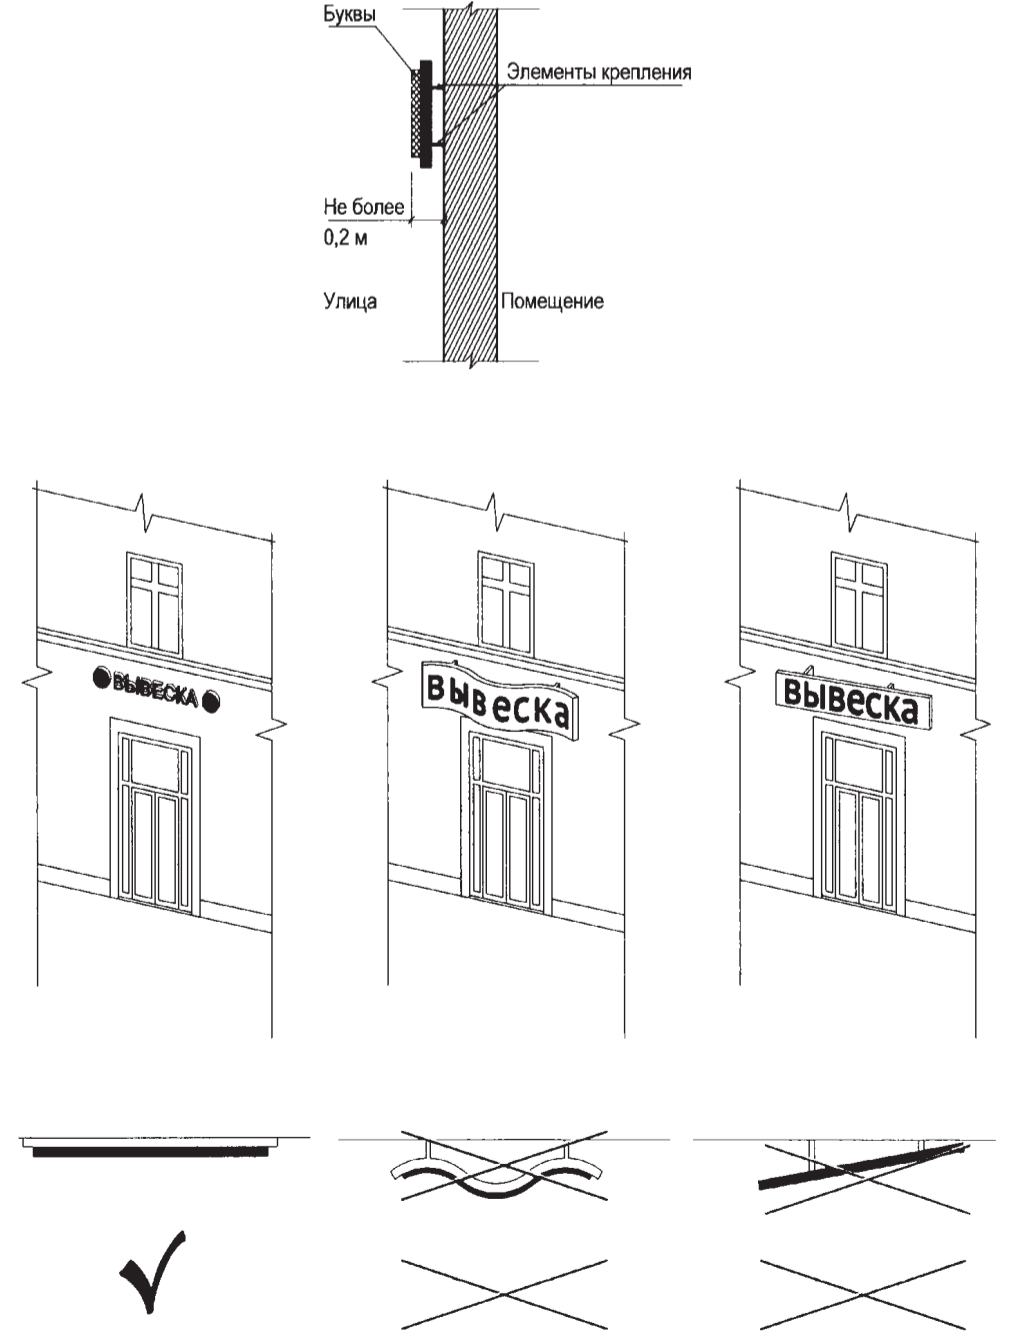 Буквы
Элементы крепления
Не более
0,2 м
Улица
Помещение
ВЫВЕСКА
вывеска
вывеска